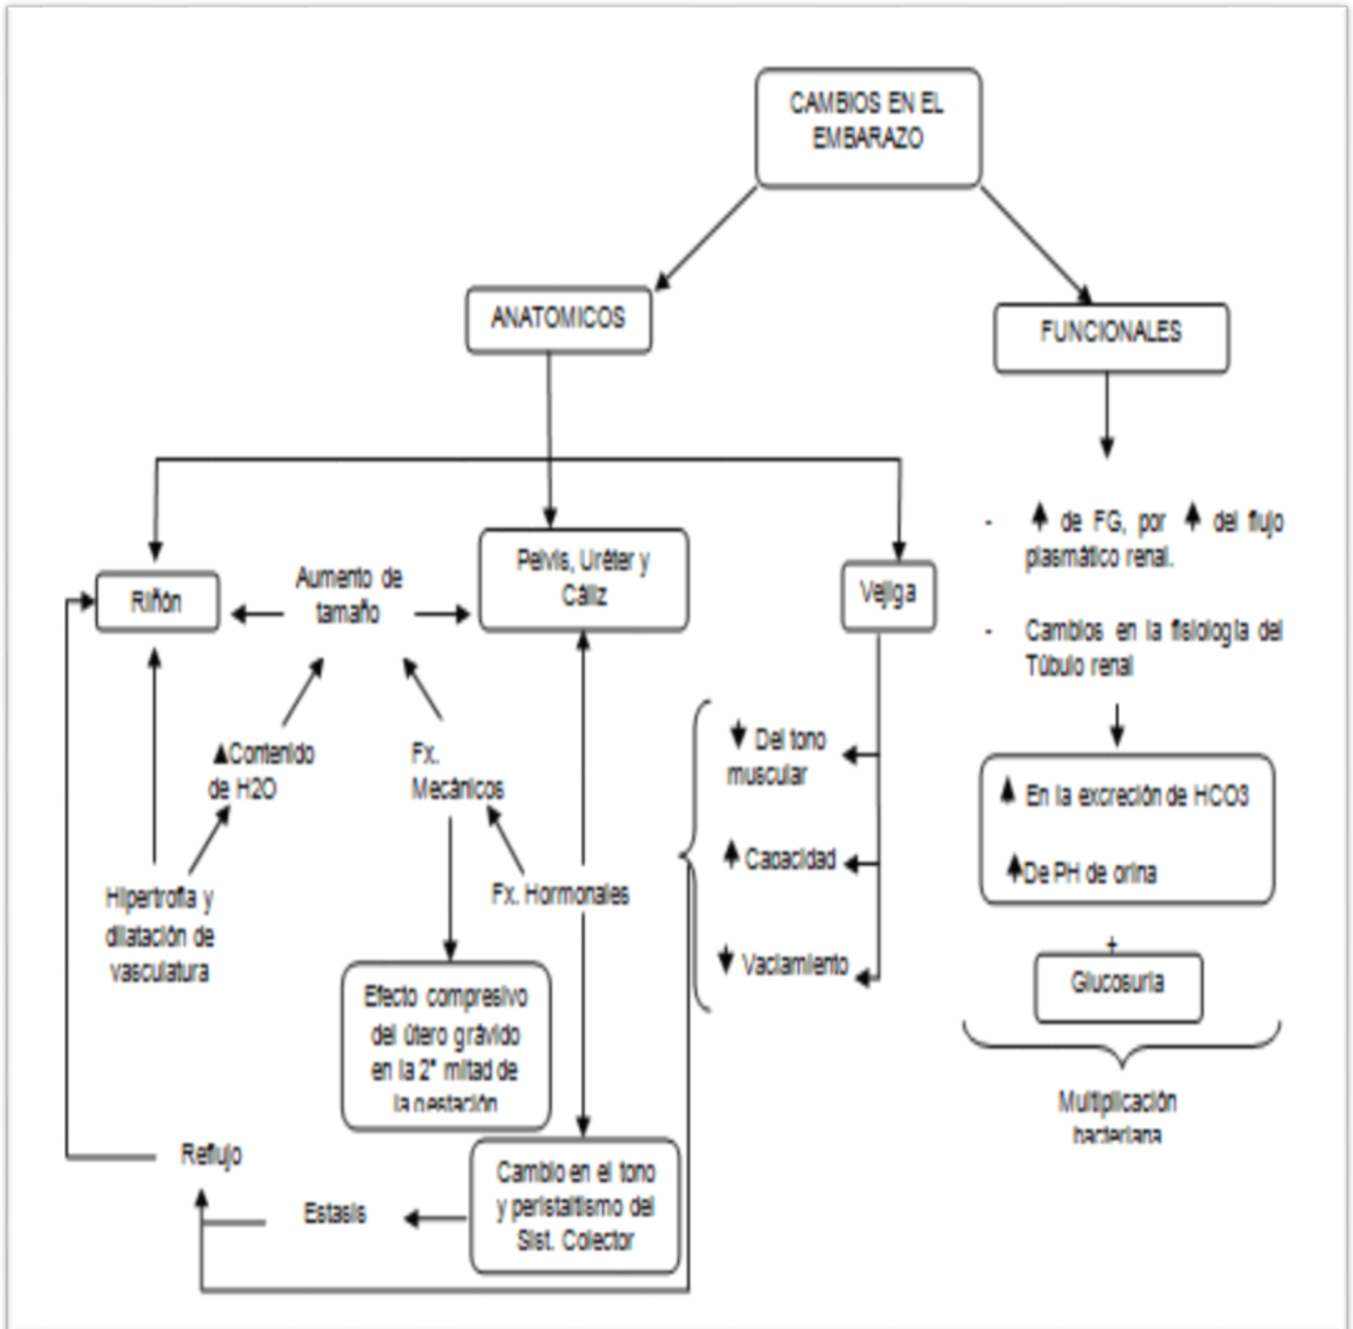 CAMBIOS EN EL
EMBARAZO
ANATOMICOS
FUNCIONALES
Riñón
Aumento de
tamaño
Pelvis, Uréter y
Cáliz
Vejiga
- de FG, por del flujo
plasmático renal.
- Cambios en la fisiología del
Túbulo renal
Contenido
de H2O
Fx.
Mecánicos
Del tono
muscular
Capacidad
Vaciamiento
En la excreción de HCO3
De PH de orina
+
Glucosuria
Multiplicación
bacteriana
Hipertrofia y
dilatación de
vasculatura
Fx. Hormonales
Efecto compresivo
del útero grávido
en la 2° mitad de
la gestación
Cambio en el tono
y peristaltismo del
Sist. Colector
Estasis
Reflujo